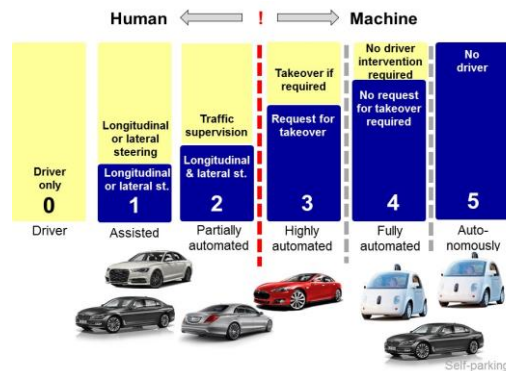 Human ! Machine
No driver
intervention
required
No
driver
Takeover if
required
No request
for takeover
required
Traffic
supervision
Request for
takeover
Longitudinal
or lateral
steering
Longitudinal
& lateral st.
Driver
only
Longitudinal
or lateral st.
0 1 2 3 4 5
Driver Assisted Partially
automated Highly
automated Fully
automated Auto-
nomously
Self-parking